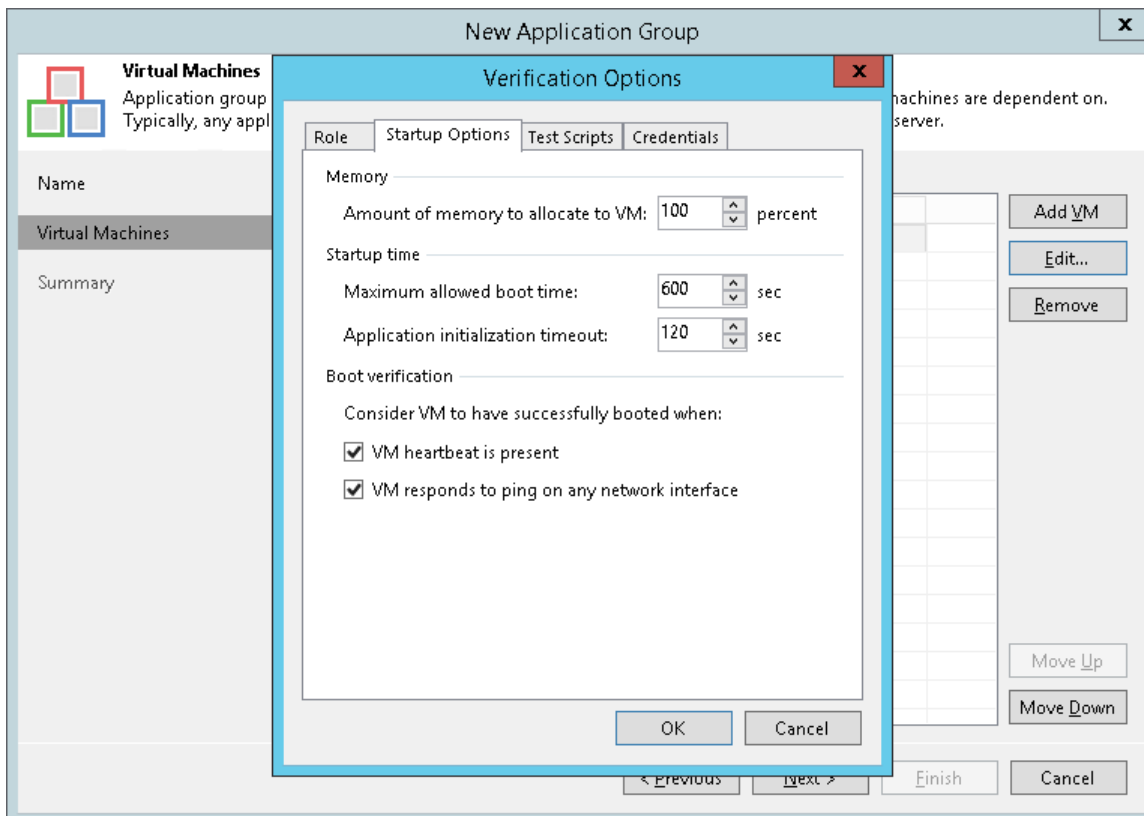 New Application Group
x
Virtual Machines
Application group
Typically, any appl
machines are dependent on.
server.
Name
Virtual Machines
Summary
Verification Options
x
Role
Startup Options
Test Scripts
Credentials
Memory
Amount of memory to allocate to VM: 100 percent
Startup time
Maximum allowed boot time: 600 sec
Application initialization timeout: 120 sec
Boot verification
Consider VM to have successfully booted when:
VM heartbeat is present
VM responds to ping on any network interface
OK
Cancel
Add VM
Edit...
Remove
Move Up
Move Down
< Previous
Next >
Finish
Cancel